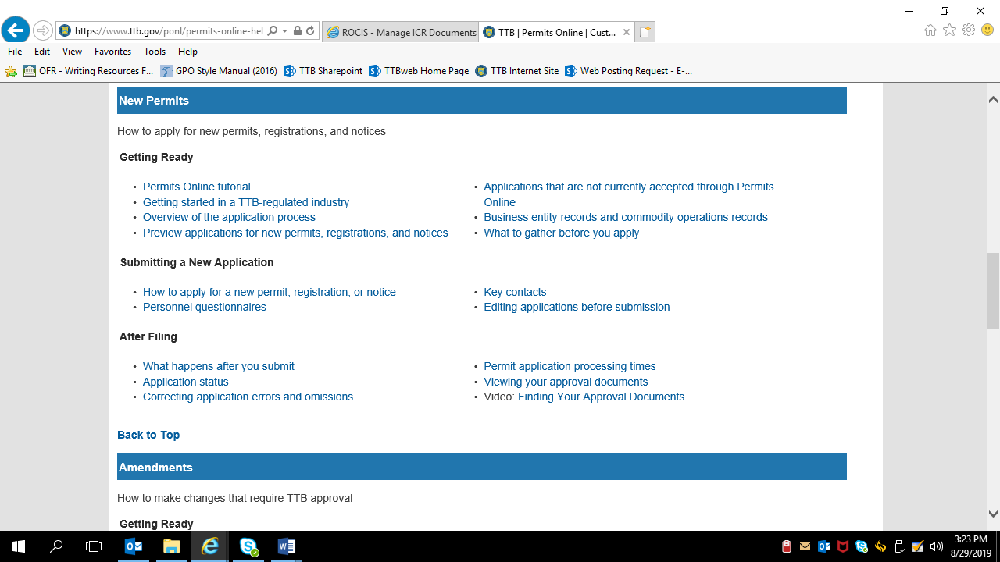 https://www.ttb.gov/ponl/permits-online-hel
ROCIS - Manage ICR Documents
TTB | Permits Online | Cust...
File Edit View Favorites Tools Help
OFR - Writing Resources F... GPO Style Manual (2016) TTB Sharepoint TTBweb Home Page TTB Internet Site Web Posting Request - E-...
New Permits
How to apply for new permits, registrations, and notices
Getting Ready
• Permits Online tutorial
• Getting started in a TTB-regulated industry
• Overview of the application process
• Preview applications for new permits, registrations, and notices
• Applications that are not currently accepted through Permits
Online
• Business entity records and commodity operations records
• What to gather before you apply
Submitting a New Application
• How to apply for a new permit, registration, or notice
• Personnel questionnaires
• Key contacts
• Editing applications before submission
After Filing
• What happens after you submit
• Application status
• Correcting application errors and omissions
• Permit application processing times
• Viewing your approval documents
• Video: Finding Your Approval Documents
Back to Top
Amendments
How to make changes that require TTB approval
Getting Ready
3:23 PM
8/29/2019